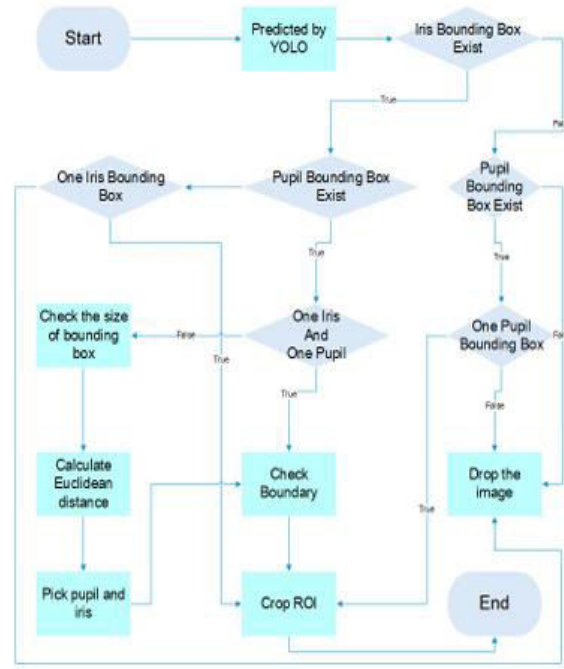 Start
Predicted by
YOLO
Iris Bounding Box
Exist
True
One Iris Bounding
Box
Pupil Bounding Box
Exist
Pupil
Bounding
Box Exist
True
True
Check the size
of bounding
box
False
True
One Iris
And
One Pupil
One Pupil
Bounding Box
True
False
Calculate
Euclidean
distance
Check
Boundary
Drop the
image
True
Pick pupil and
iris
Crop ROI
End